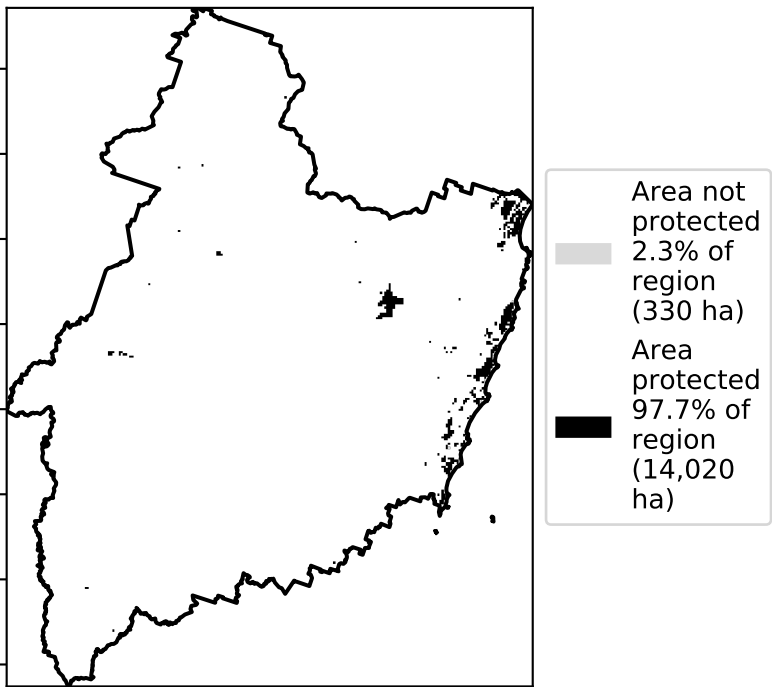 Area not
protected
2.3% of
region
(330 ha)
Area
protected
97.7% of
region
(14,020
ha)